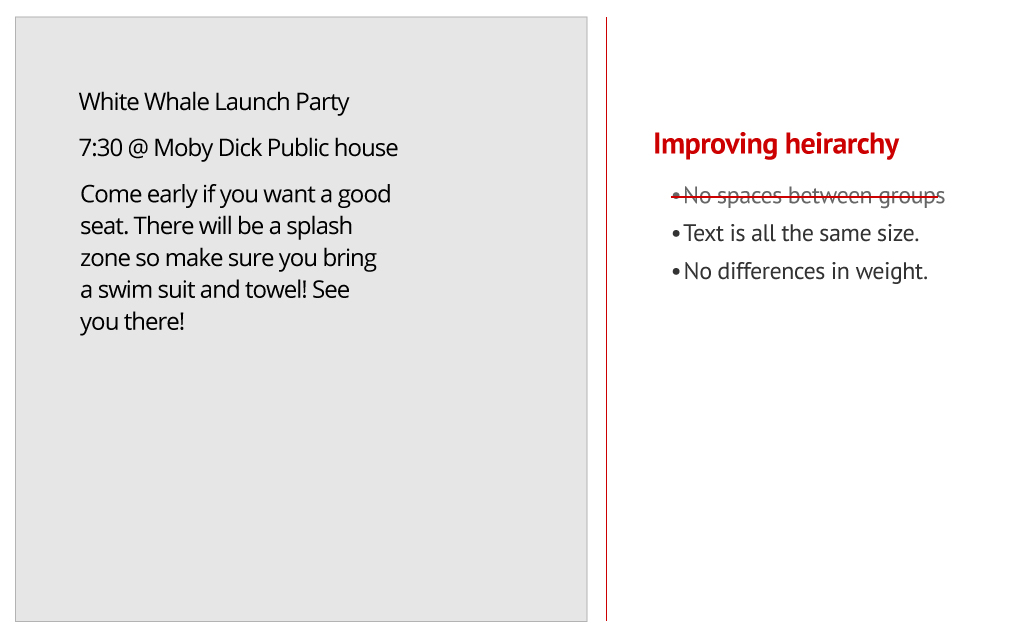 White Whale Launch Party
7:30 @ Moby Dick Public house
Come early if you want a good
seat. There will be a splash
zone so make sure you bring
a swim suit and towel! See
you there!
Improving heirarchy
•No spaces between groups
•Text is all the same size.
•No differences in weight.